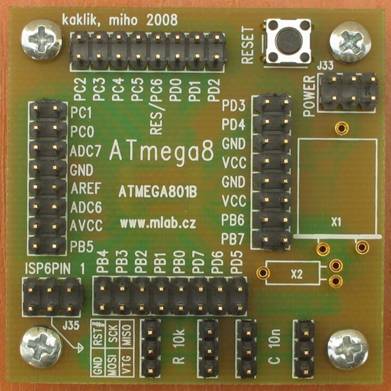 kaklik, miho 2008
RESET
J33
POWER
PC2
PC3
PC4
PC5
RES/PC6
PD0
PD1
PD2
PC1
PC0
ADC7
GND
AREF
ADC6
AVCC
PB5
ATmega8
ATMEGA801B
www.mlab.cz
PD3
PD4
GND
VCC
GND
VCC
PB6
PB7
X1
X2
ISP6PIN 1
PB4
PB3
PB2
PB1
PB0
PD7
PD6
PD5
J35
GND RST#
MOSI SCK
VTG MISO
R 10k
C 10n